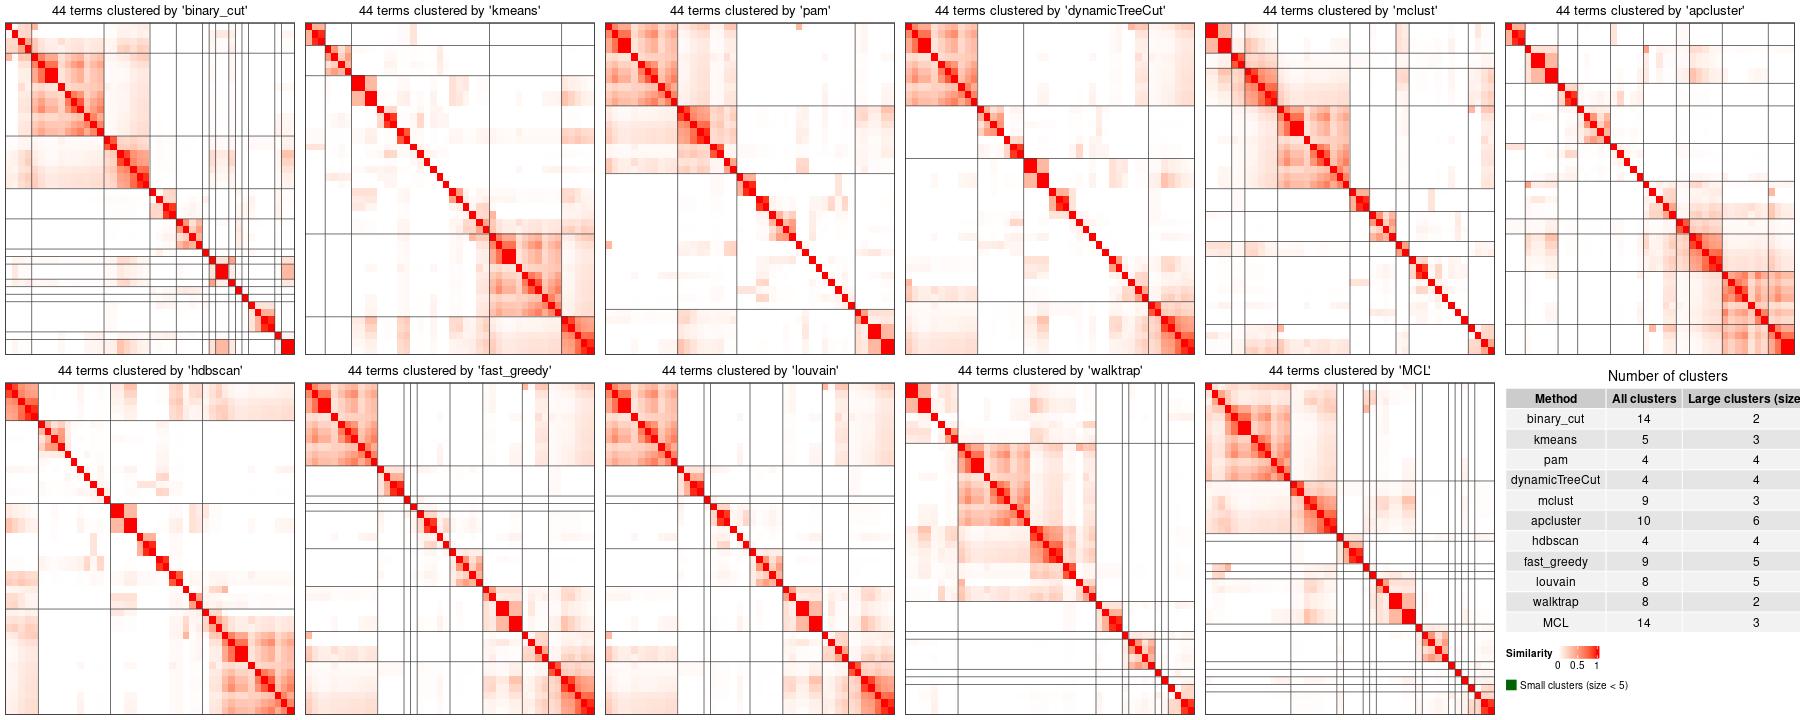 44 terms clustered by 'binary_cut'
44 terms clustered by 'kmeans'
44 terms clustered by 'pam'
44 terms clustered by 'dynamicTreeCut'
44 terms clustered by 'mclust'
44 terms clustered by 'apcluster'
44 terms clustered by 'hdbscan'
44 terms clustered by 'fast_greedy'
44 terms clustered by 'louvain'
44 terms clustered by 'walktrap'
44 terms clustered by 'MCL'
Number of clusters
Method All clusters Large clusters (size
binary_cut 14 2
kmeans 5 3
pam 4 4
dynamicTreeCut 4 4
mclust 9 3
apcluster 10 6
hdbscan 4 4
fast_greedy 9 5
louvain 8 5
walktrap 8 2
MCL 14 3
Similarity
0 0.5 1
Small clusters (size < 5)